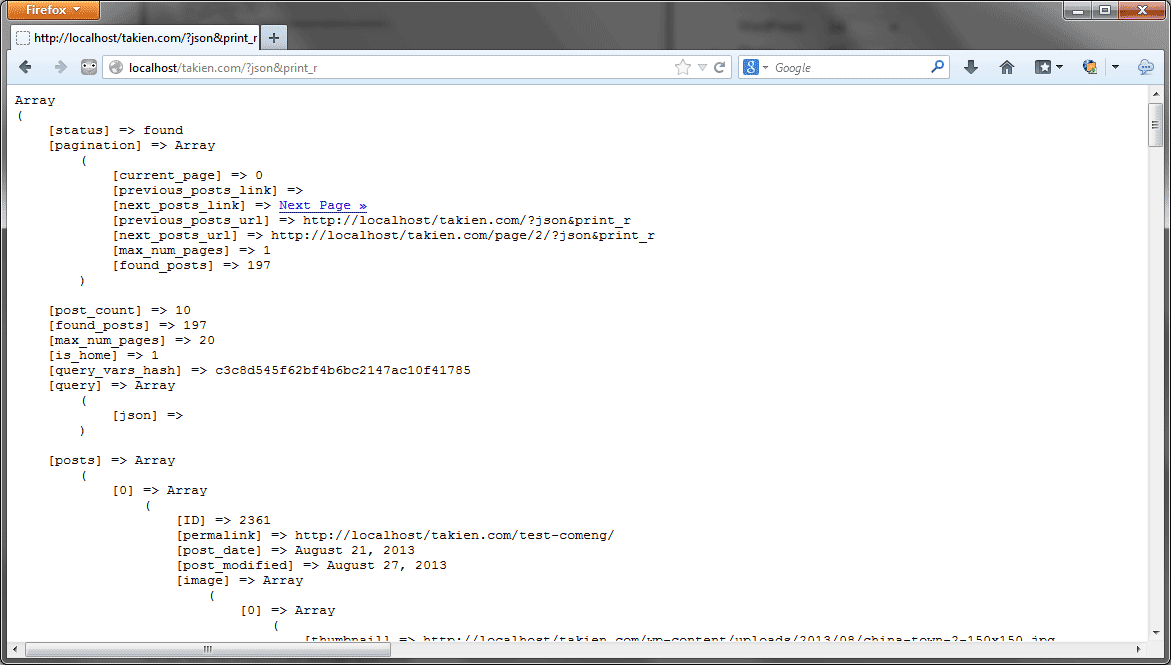 Firefox
http://localhost/takien.com/?json&print_r
localhost/takien.com/?json&print_r
Google
Array
(
[status] => found
[pagination] => Array
(
[current_page] => 0
[previous_posts_link] =>
[next_posts_link] => Next Page »
[previous_posts_url] => http://localhost/takien.com/?json&print_r
[next_posts_url] => http://localhost/takien.com/page/2/?json&print_r
[max_num_pages] => 1
[found_posts] => 197
)
[post_count] => 10
[found_posts] => 197
[max_num_pages] => 20
[is_home] => 1
[query_vars_hash] => c3c8d545f62bf4b6bc2147ac10f41785
[query] => Array
(
[json] =>
)
[posts] => Array
(
[0] => Array
(
[ID] => 2361
[permalink] => http://localhost/takien.com/test-comeng/
[post_date] => August 21, 2013
[post_modified] => August 27, 2013
[image] => Array
(
[0] => Array
(
[thumbnail] => http://localhost/takien.com/wp-content/uploads/2013/08/china-town-2-150x150.jpg